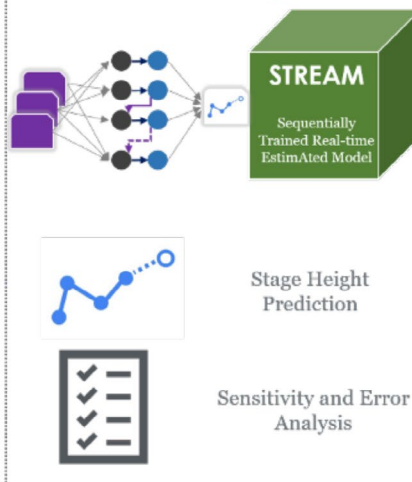 STREAM
Sequentially
Trained Real-time
EstimAted Model
Stage Height
Prediction
Sensitivity and Error
Analysis